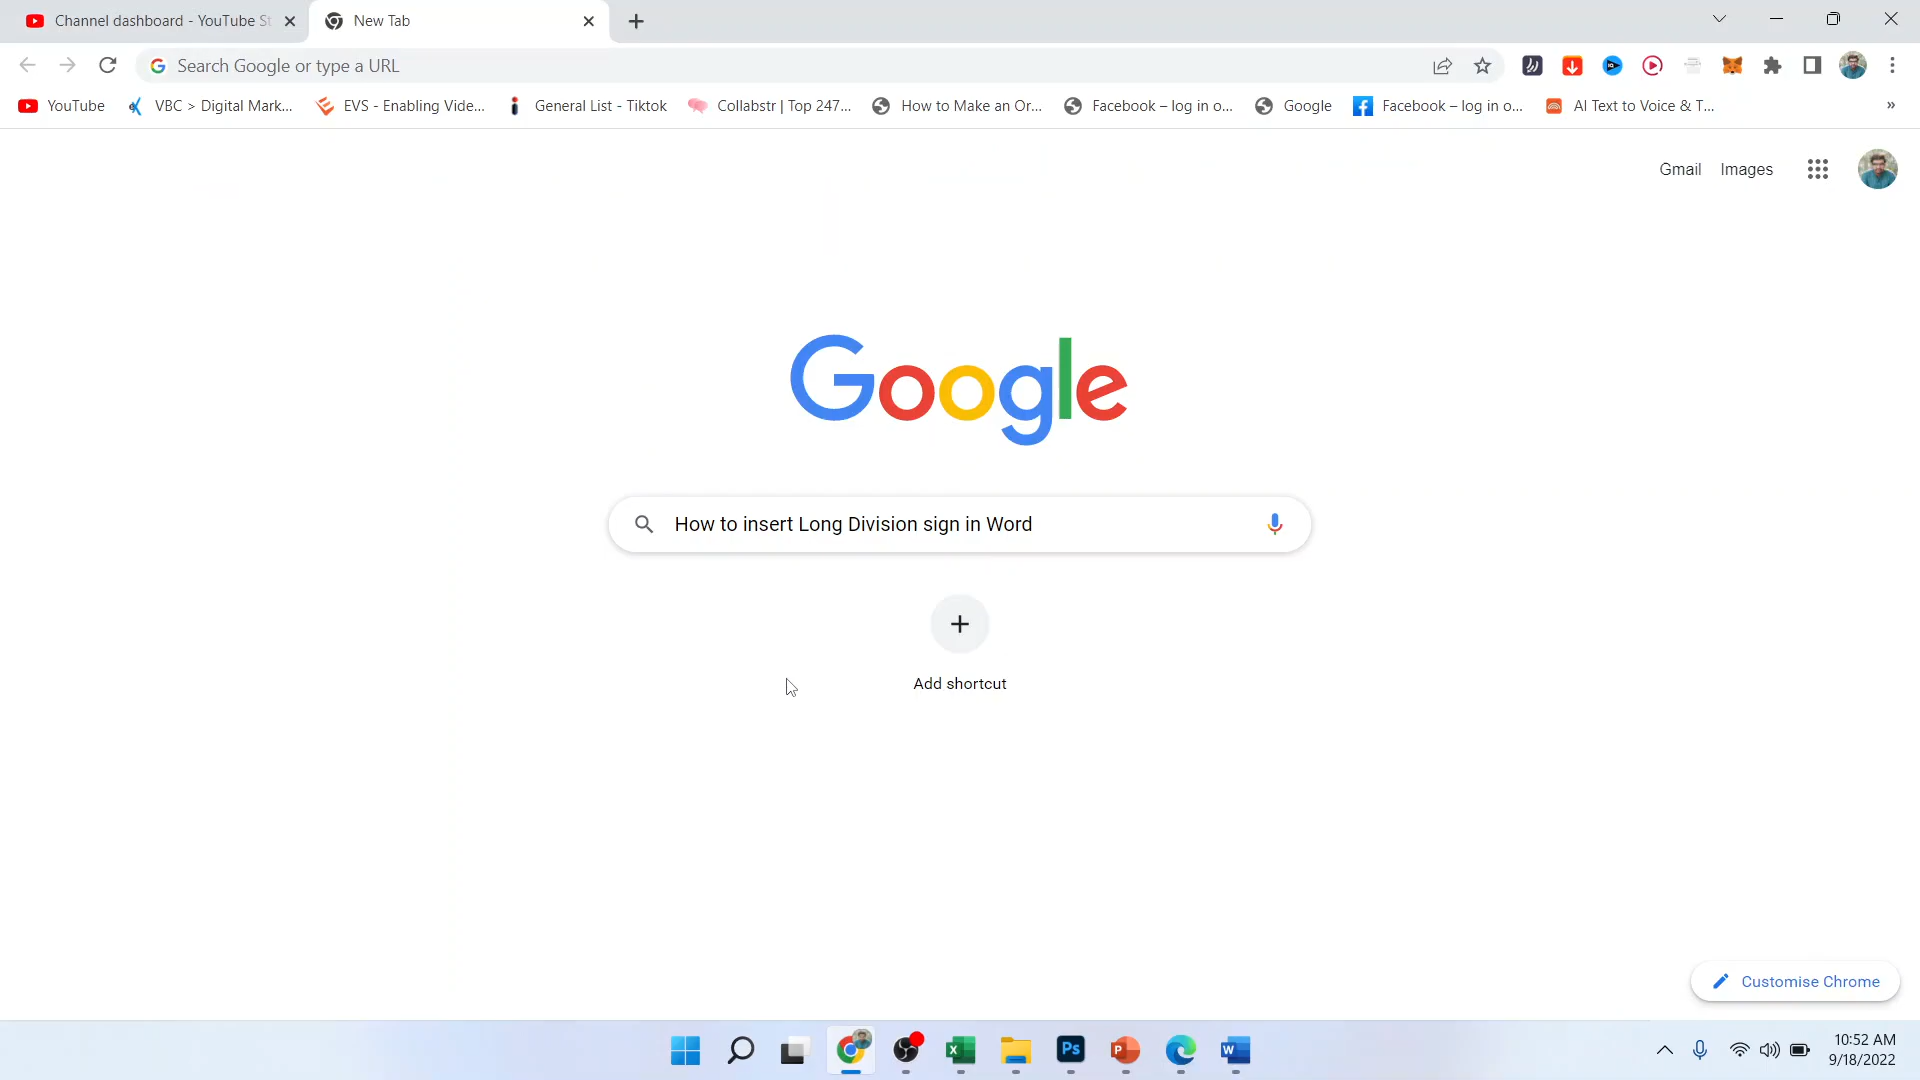 Channel dashboard - YouTube St
New Tab
Search Google or type a URL
YouTube
VBC > Digital Mark...
EVS - Enabling Vide...
General List - Tiktok
Collabstr | Top 247...
How to Make an Or...
Facebook – log in o...
Google
Facebook – log in o...
AI Text to Voice & T...
»
Gmail
Images
Google
How to insert Long Division sign in Word
Add shortcut
Customise Chrome
10:52 AM
9/18/2022